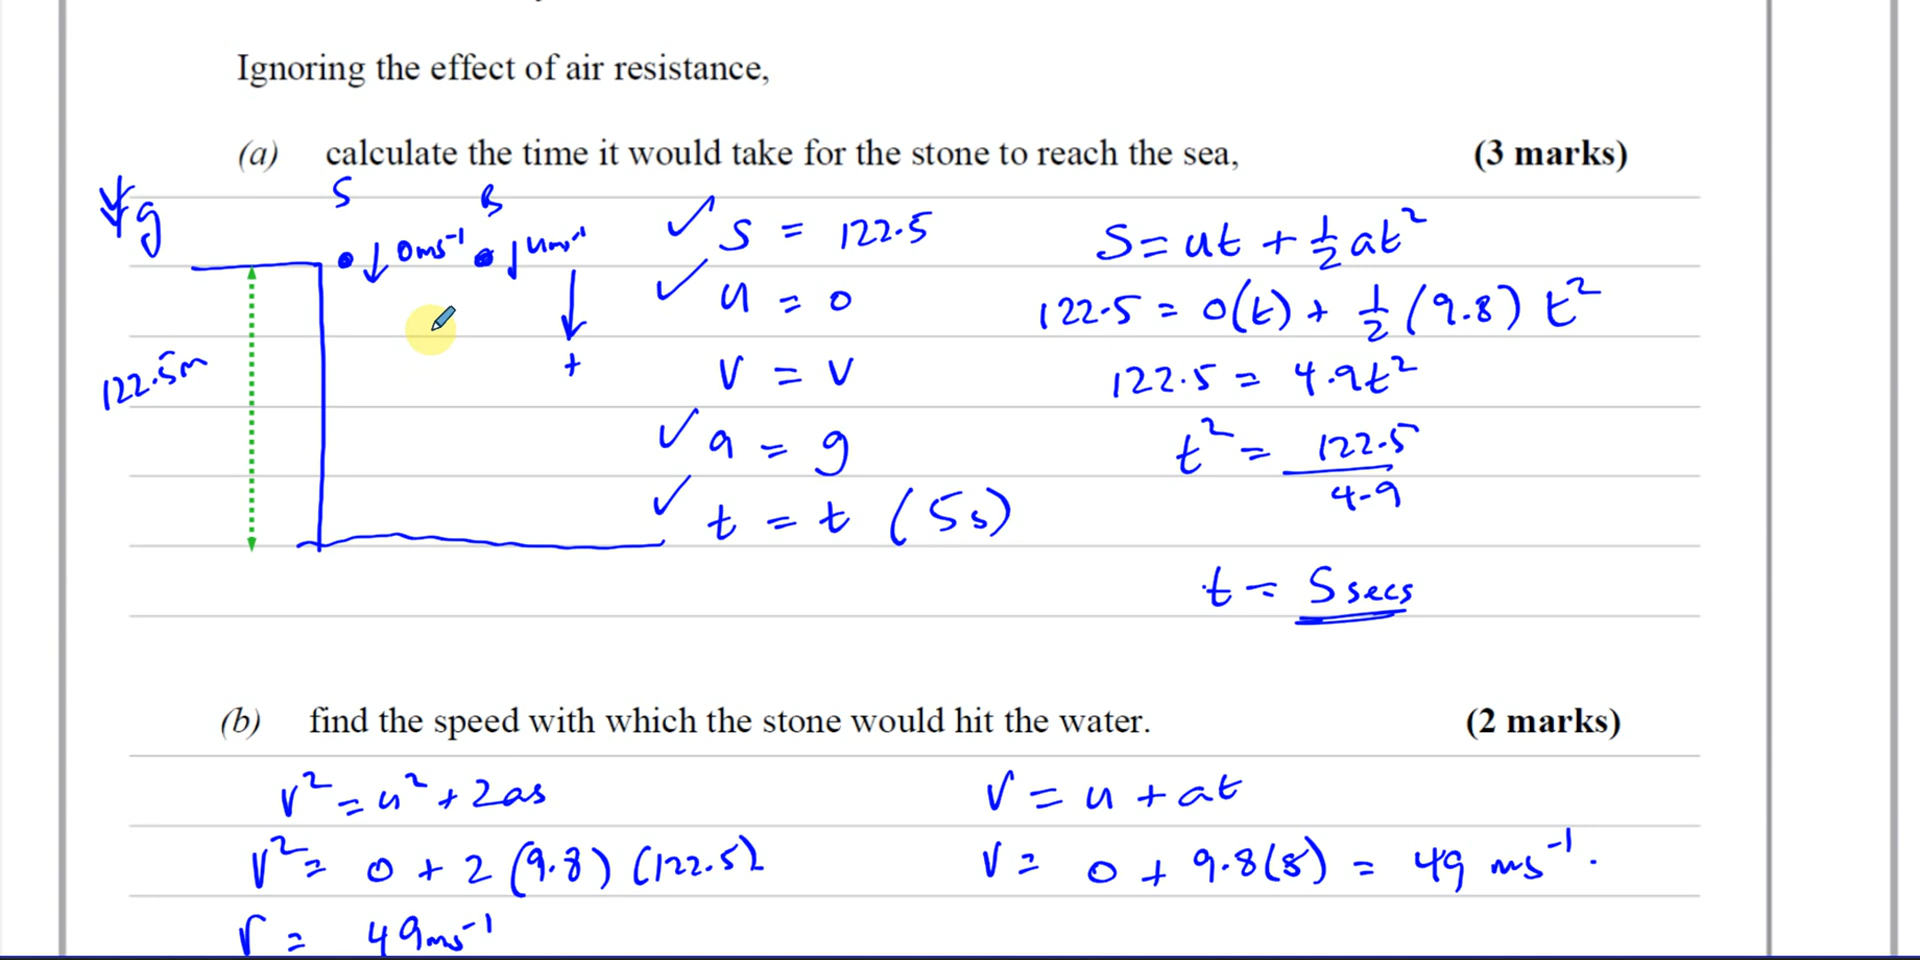 Ignoring the effect of air resistance,
(a) calculate the time it would take for the stone to reach the sea, (3 marks)
g
S B
↓ 0ms⁻¹ ↓ ums⁻¹
+
122.5m
✓ S = 122.5
✓ u = 0
v = v
✓ a = g
✓ t = t (5s)
S = ut + ½at²
122.5 = 0(t) + ½(9.8)t²
122.5 = 4.9t²
t² = 122.5/4.9
t = 5 secs
(b) find the speed with which the stone would hit the water. (2 marks)
v² = u² + 2as
v² = 0 + 2(9.8)(122.5)
v = 49ms⁻¹
v = u + at
v = 0 + 9.8(5) = 49 ms⁻¹.